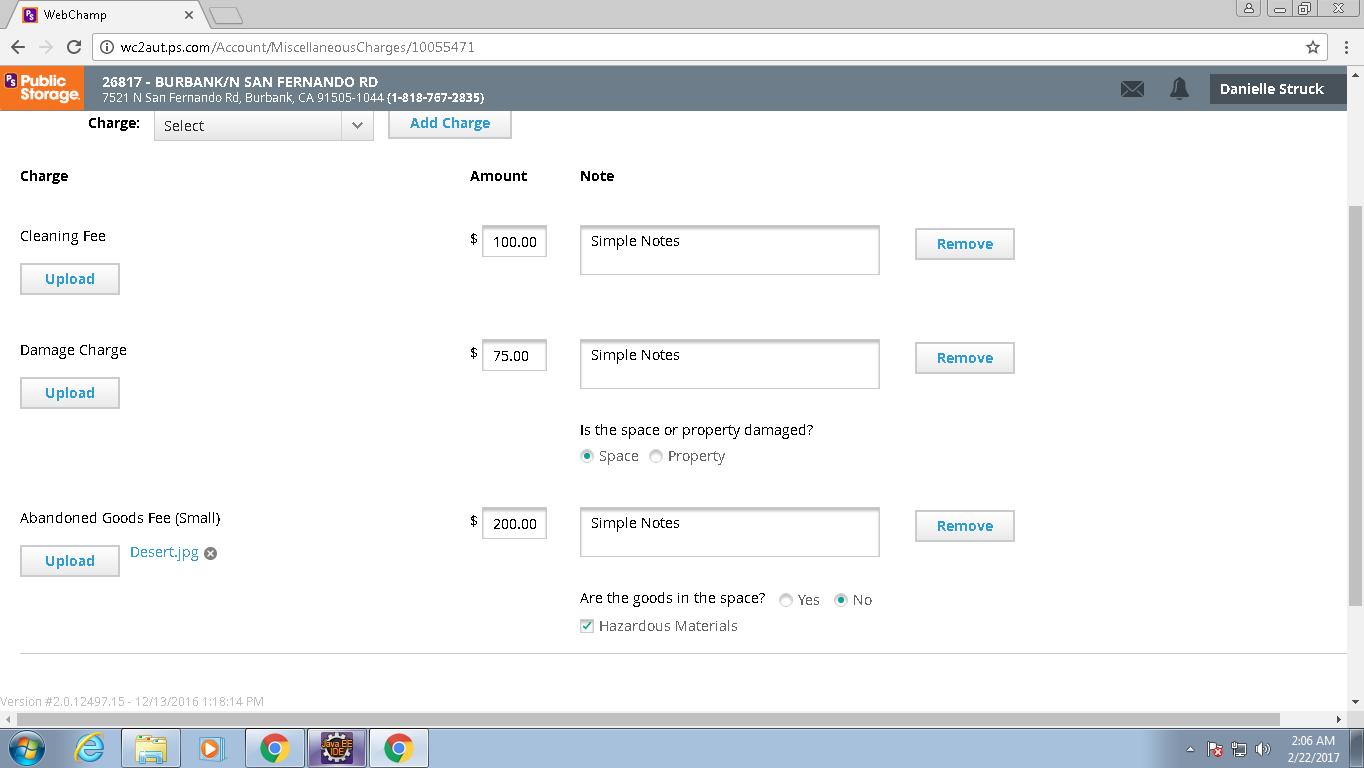 WebChamp
wc2aut.ps.com/Account/MiscellaneousCharges/10055471
PS Public Storage.
26817 - BURBANK/N SAN FERNANDO RD
7521 N San Fernando Rd, Burbank, CA 91505-1044 (1-818-767-2835)
Danielle Struck
Charge: Select Add Charge
Charge Amount Note
Cleaning Fee $ 100.00 Simple Notes Remove
Upload
Damage Charge $ 75.00 Simple Notes Remove
Upload
Is the space or property damaged?
Space Property
Abandoned Goods Fee (Small) $ 200.00 Simple Notes Remove
Upload Desert.jpg
Are the goods in the space? Yes No
Hazardous Materials
Version #2.0.12497.15 - 12/13/2016 1:18:14 PM
Java EE
IDE
2:06 AM
2/22/2017